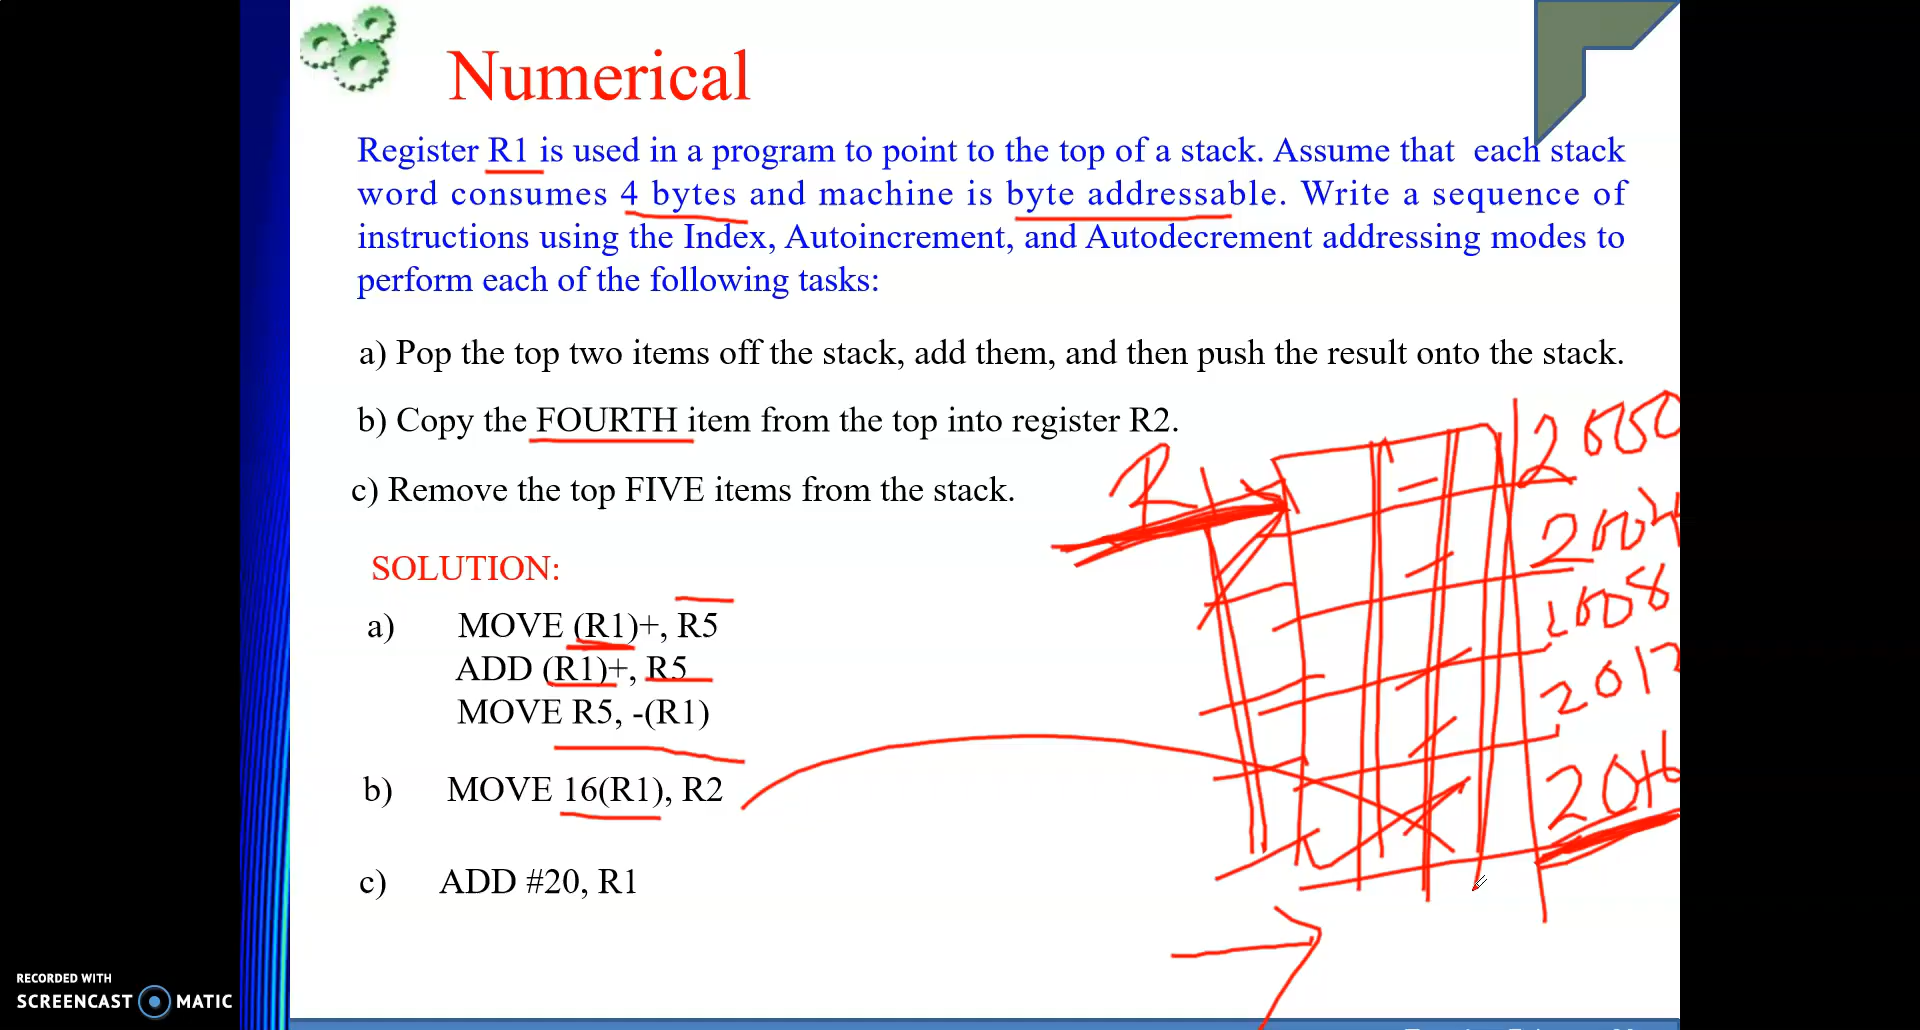 Numerical
Register R1 is used in a program to point to the top of a stack. Assume that each stack
word consumes 4 bytes and machine is byte addressable. Write a sequence of
instructions using the Index, Autoincrement, and Autodecrement addressing modes to
perform each of the following tasks:
a) Pop the top two items off the stack, add them, and then push the result onto the stack.
b) Copy the FOURTH item from the top into register R2.
c) Remove the top FIVE items from the stack.
SOLUTION:
a) MOVE (R1)+, R5
ADD (R1)+, R5
MOVE R5, -(R1)
b) MOVE 16(R1), R2
c) ADD #20, R1
R1
2000
2004
2008
2012
2016
RECORDED WITH
SCREENCAST MATIC